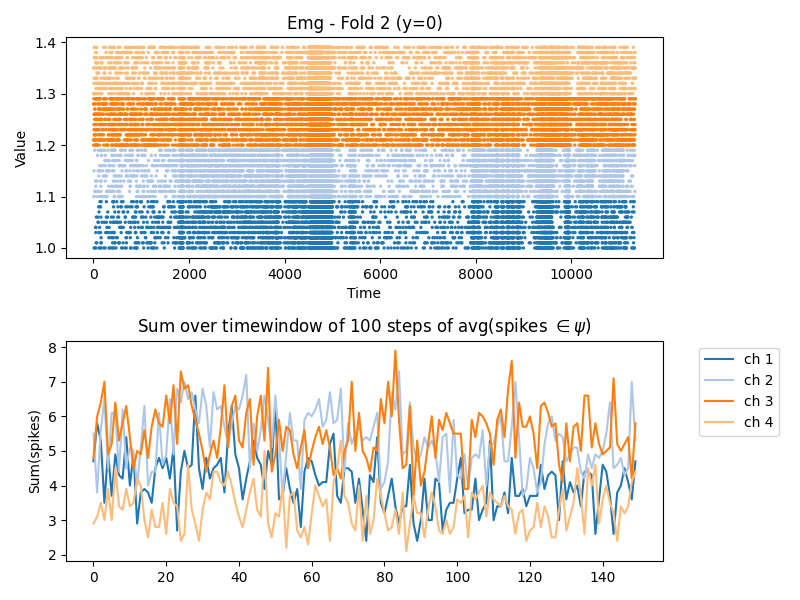 Emg - Fold 2 (y=0)
Value
1.4
1.3
1.2
1.1
1.0
0 2000 4000 6000 8000 10000
Time
Sum over timewindow of 100 steps of avg(spikes ∈ ψ)
Sum(spikes)
8
7
6
5
4
3
2
0 20 40 60 80 100 120 140
ch 1
ch 2
ch 3
ch 4